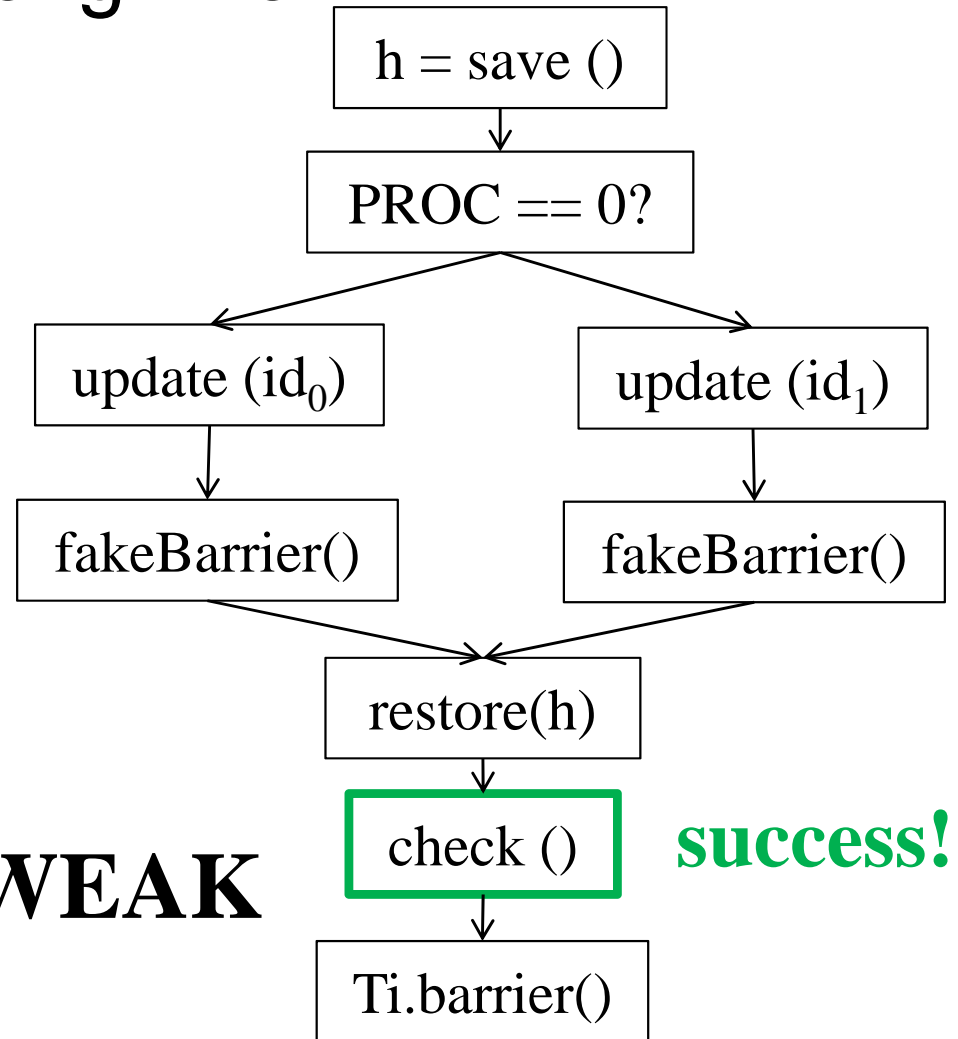 h = save ()
PROC == 0?
update (id₀) update (id₁)
fakeBarrier() fakeBarrier()
restore(h)
check () success!
WEAK
Ti.barrier()